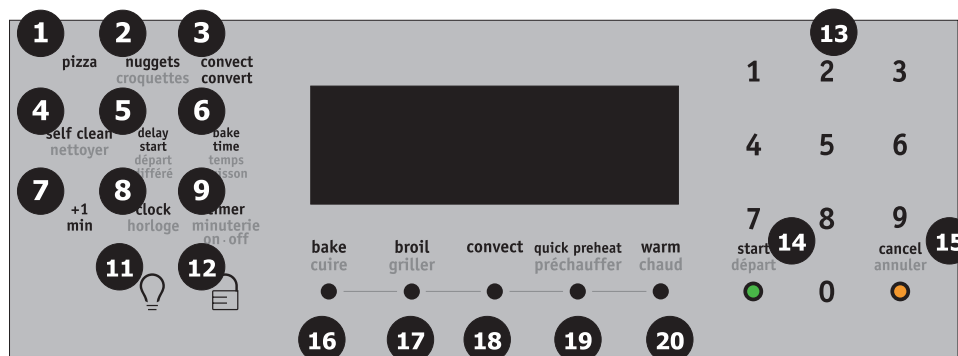 1 2 3 13
pizza nuggets convect
croquettes convert
1 2 3
4 5 6
self clean delay bake
nettoyer start time
départ temps
4 5 6
7 8 9
+1 clock
min horloge minuterie
on · off
7 8 9
bake broil convect quick preheat warm
cuire griller préchauffer chaud
start 14 cancel 15
départ annuler
11 12
0
16 17 18 19 20